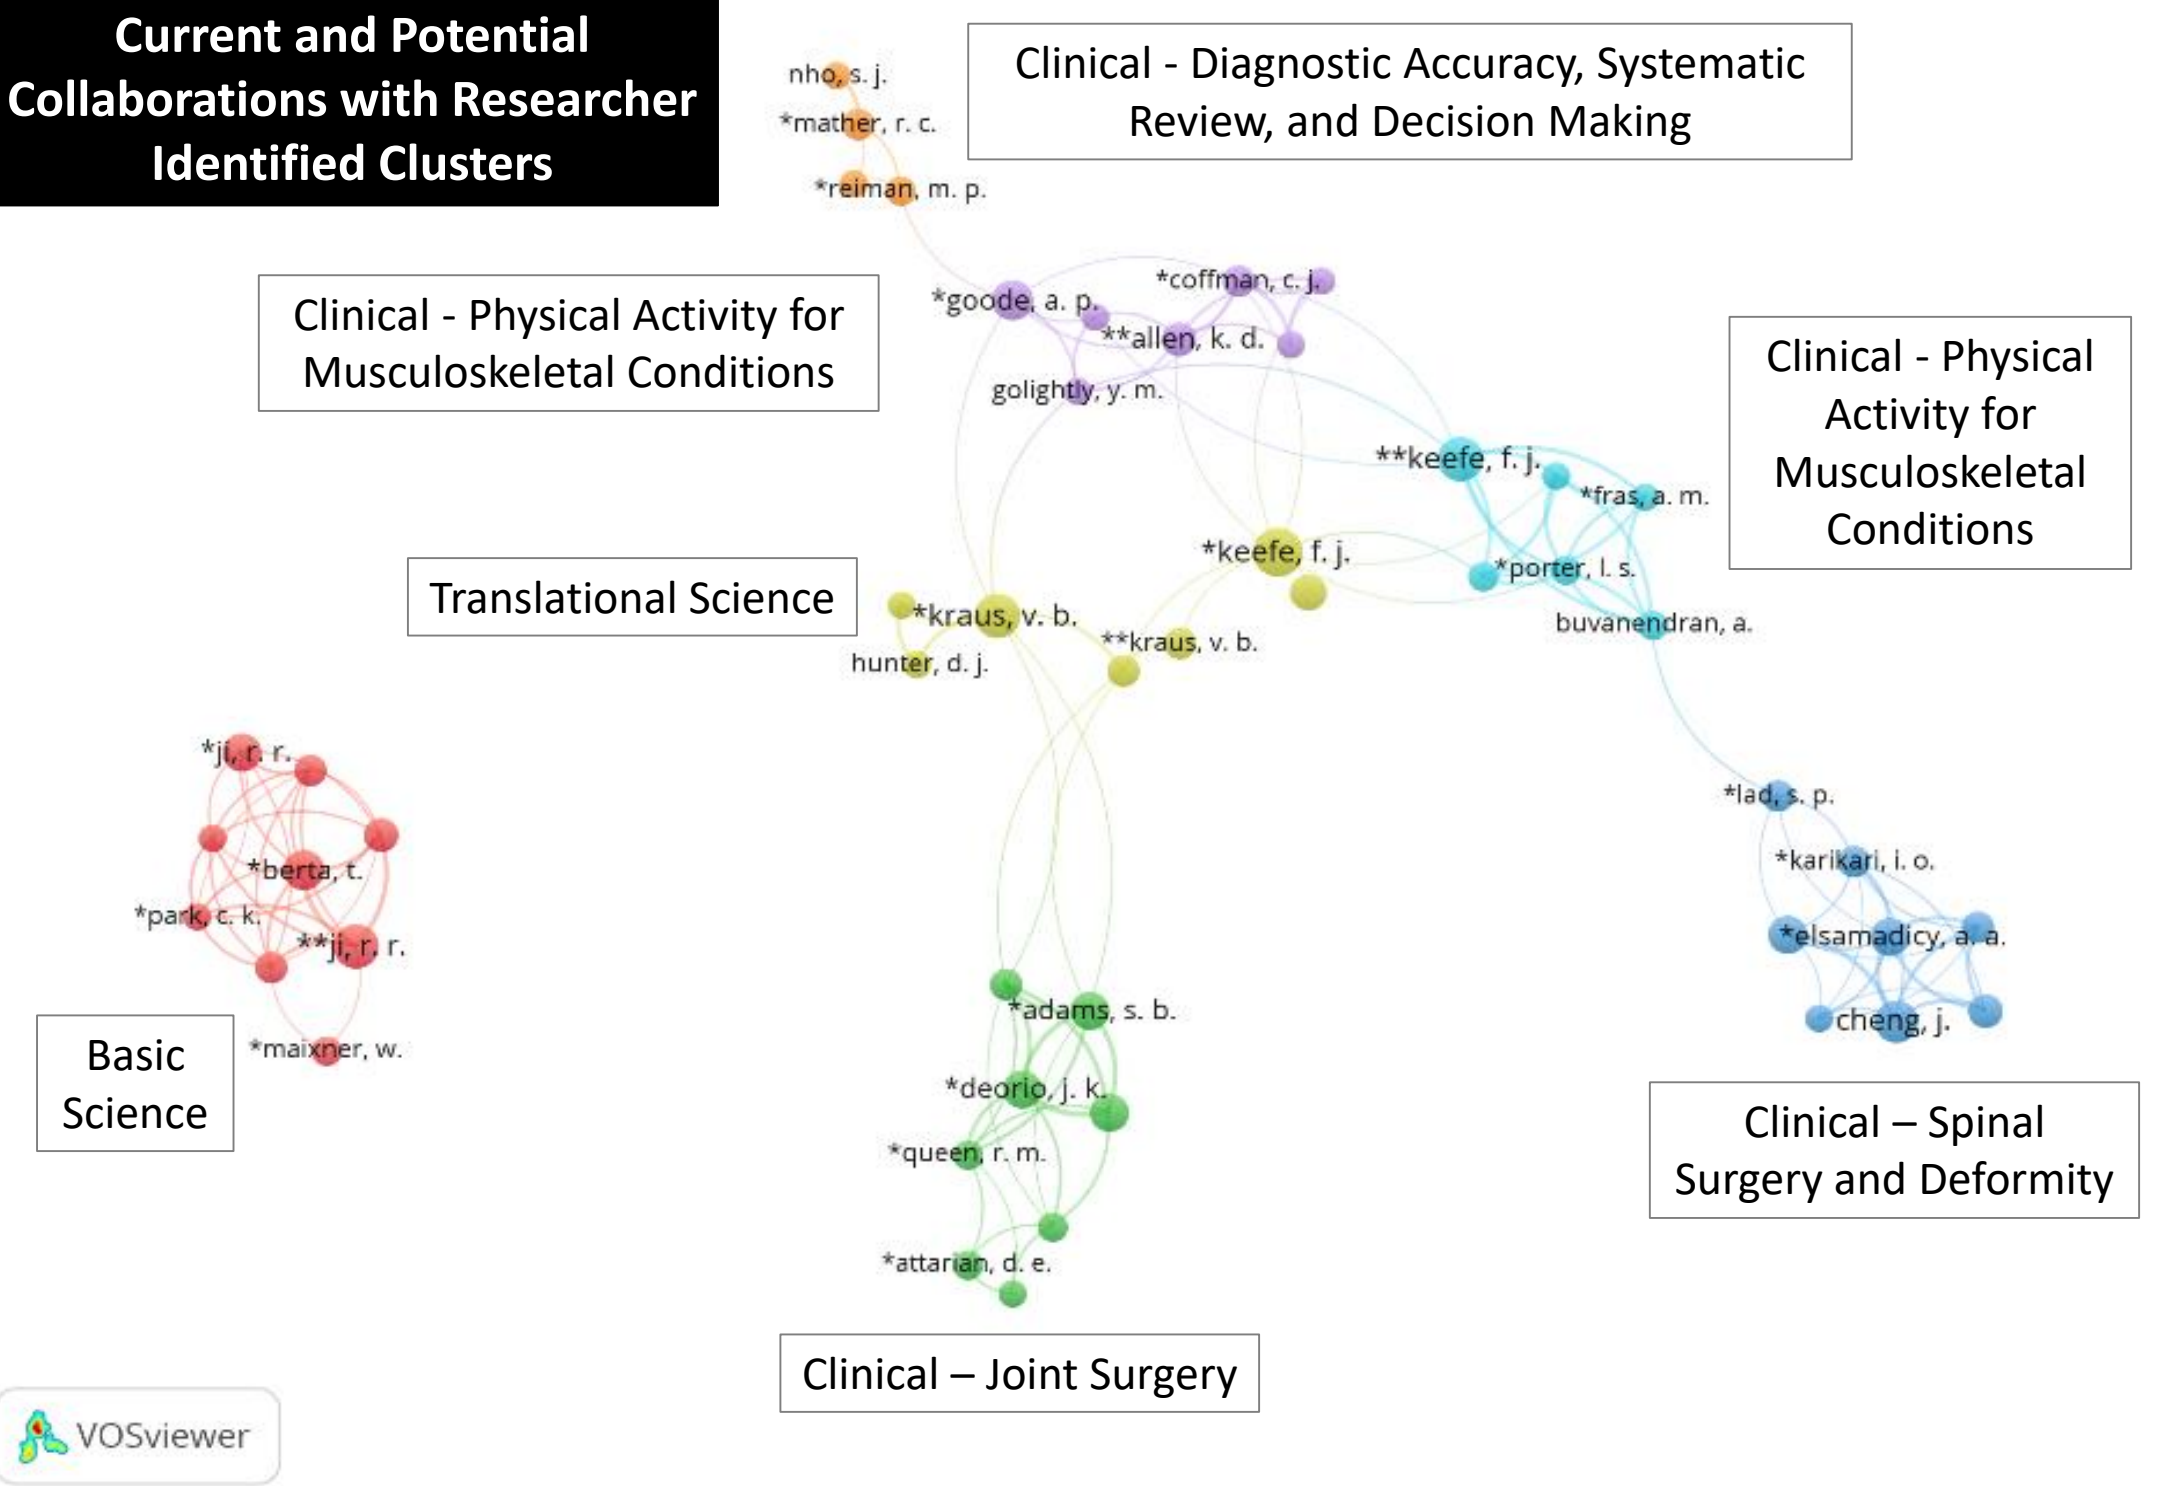 Current and Potential
Collaborations with Researcher
Identified Clusters
Clinical - Diagnostic Accuracy, Systematic
Review, and Decision Making
nho, s. j.
*mather, r. c.
*reiman, m. p.
Clinical - Physical Activity for
Musculoskeletal Conditions
*coffman, c. j.
*goode, a. p.
**allen, k. d.
golightly, y. m.
Clinical - Physical
Activity for
Musculoskeletal
Conditions
**keefe, f. j.
*fras, a. m.
*porter, l. s.
buvanendran, a.
*keefe, f. j.
Translational Science
*kraus, v. b.
**kraus, v. b.
hunter, d. j.
*ji, r. r.
*berta, t.
*park, c. k.
**ji, r. r.
*maixner, w.
Basic
Science
*lad, s. p.
*karikari, i. o.
*elsamadicy, a. a.
cheng, j.
Clinical – Spinal
Surgery and Deformity
*adams, s. b.
*deorio, j. k.
*queen, r. m.
*attarian, d. e.
Clinical – Joint Surgery
VOSviewer